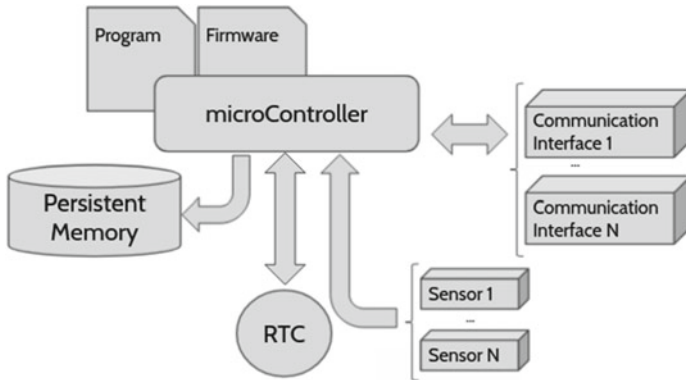 Program
Firmware
microController
Communication
Interface 1
...
Communication
Interface N
Persistent
Memory
RTC
Sensor 1
...
Sensor N